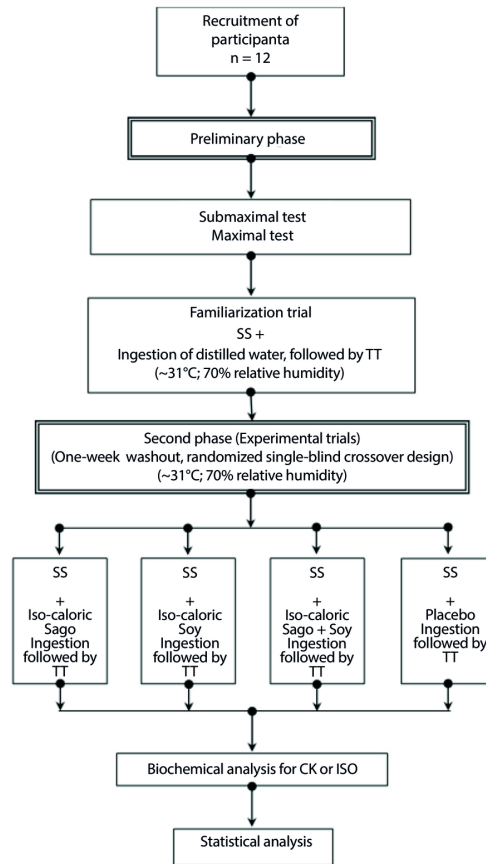 Recruitment of
participanta
n = 12
Preliminary phase
Submaximal test
Maximal test
Familiarization trial
SS +
Ingestion of distilled water, followed by TT
(~31°C; 70% relative humidity)
Second phase (Experimental trials)
(One-week washout, randomized single-blind crossover design)
(~31°C; 70% relative humidity)
SS
+
Iso-caloric
Sago
Ingestion
followed by
TT
SS
+
Iso-caloric
Soy
Ingestion
followed by
TT
SS
+
Iso-caloric
Sago + Soy
Ingestion
followed by
TT
SS
+
Placebo
Ingestion
followed by
TT
Biochemical analysis for CK or ISO
Statistical analysis